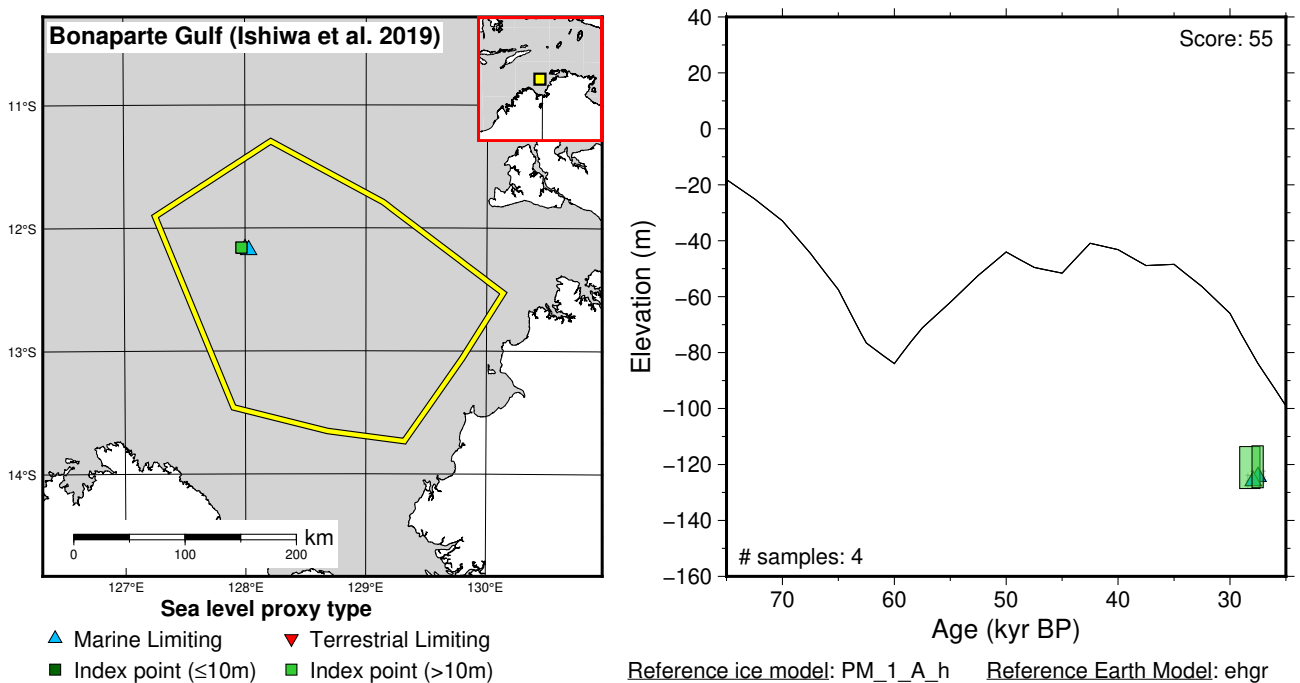 Bonaparte Gulf (Ishiwa et al. 2019)
11°S
12°S
13°S
14°S
km
0
100
200
127°E
128°E
129°E
130°E
Sea level proxy type
Marine Limiting
Terrestrial Limiting
Index point (≤10m)
Index point (>10m)
Score: 55
Elevation (m)
40
20
0
−20
−40
−60
−80
−100
−120
−140
−160
# samples: 4
70
60
50
40
30
Age (kyr BP)
Reference ice model: PM_1_A_h
Reference Earth Model: ehgr